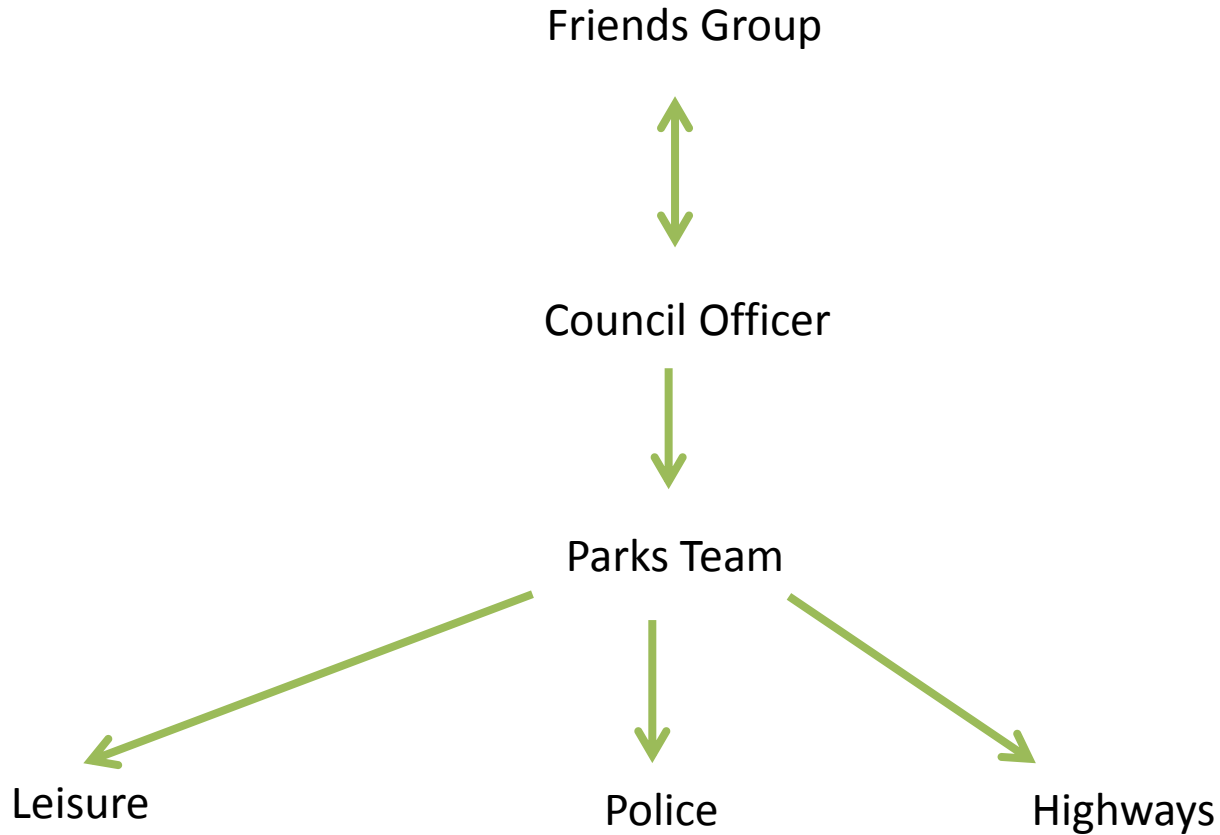 Friends Group
Council Officer
Parks Team
Leisure
Police
Highways